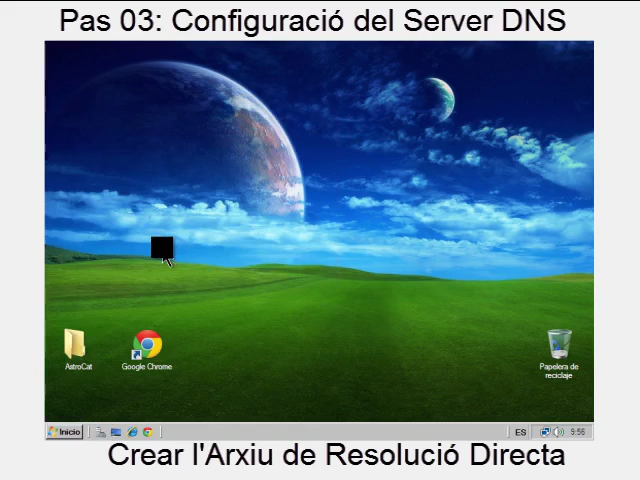 Pas 03: Configuració del Server DNS
AstroCat
Google Chrome
Papelera de
reciclaje
Inicio
ES
9:56
Crear l'Arxiu de Resolució Directa